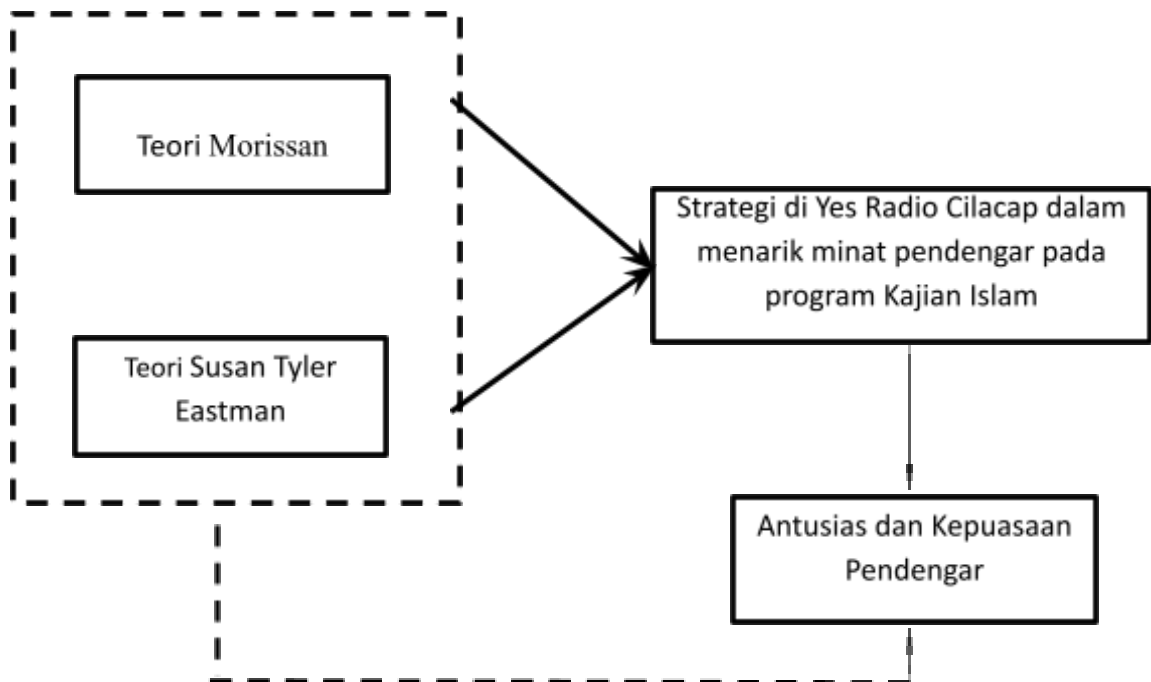 Teori Morissan
Teori Susan Tyler
Eastman
Strategi di Yes Radio Cilacap dalam
menarik minat pendengar pada
program Kajian Islam
Antusias dan Kepuasaan
Pendengar